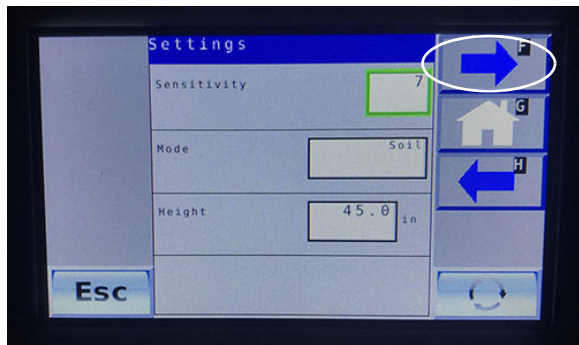 Settings
F
Sensitivity
7
G
Mode
Soil
H
Height
45.0 in
Esc